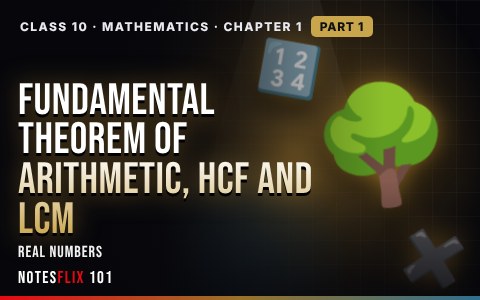 CLASS 10 · MATHEMATICS · CHAPTER 1 PART 1
1 2
3 4
FUNDAMENTAL
THEOREM OF
ARITHMETIC, HCF AND
LCM
REAL NUMBERS
NOTESFLIX 101